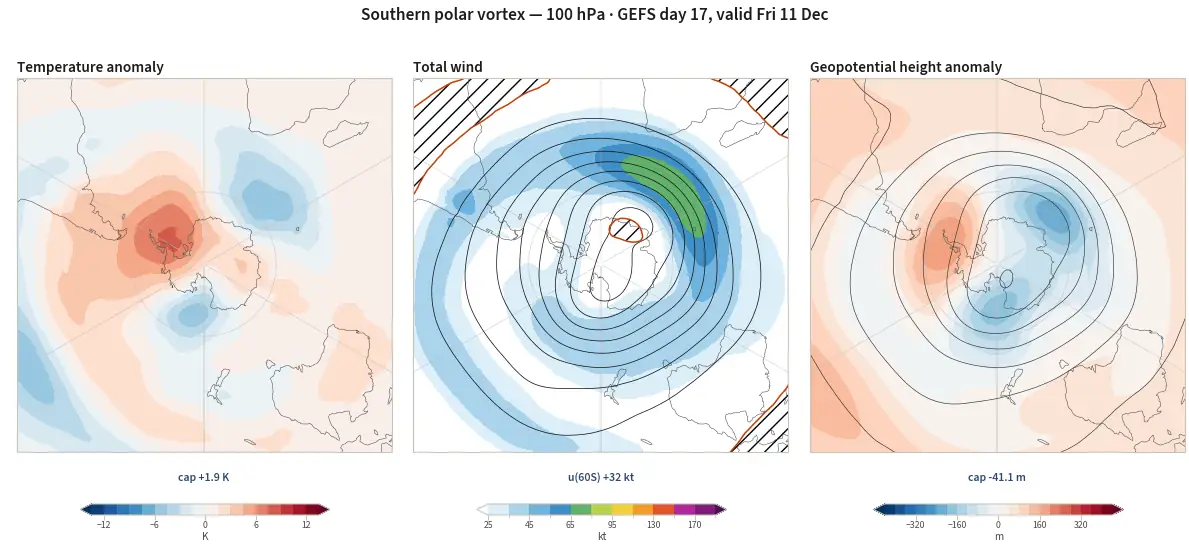 Southern polar vortex — 100 hPa · GEFS day 17, valid Fri 11 Dec
Temperature anomaly
Total wind
Geopotential height anomaly
cap +1.9 K
u(60S) +32 kt
cap -41.1 m
−12 −6 0 6 12
K
25 45 65 95 130 170
kt
−320 −160 0 160 320
m